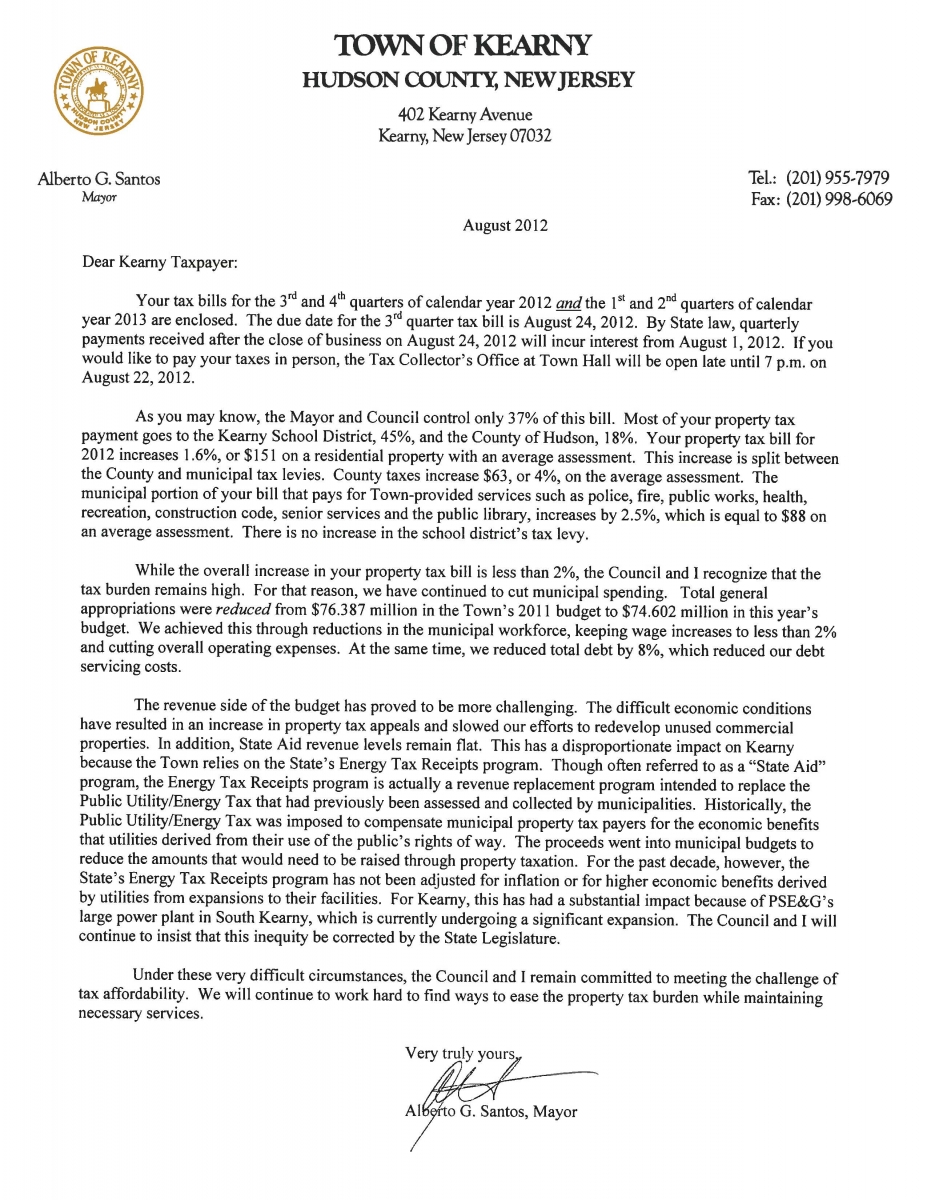 TOWN OF KEARNY
HUDSON COUNTY, NEW JERSEY
402 Kearny Avenue
Kearny, New Jersey 07032
TOWN OF KEARNY
HUDSON COUNTY
NEW JERSEY
Alberto G. Santos
Mayor
Tel.: (201) 955-7979
Fax: (201) 998-6069
August 2012
Dear Kearny Taxpayer:
Your tax bills for the 3rd and 4th quarters of calendar year 2012 and the 1st and 2nd quarters of calendar
year 2013 are enclosed. The due date for the 3rd quarter tax bill is August 24, 2012. By State law, quarterly
payments received after the close of business on August 24, 2012 will incur interest from August 1, 2012. If you
would like to pay your taxes in person, the Tax Collector's Office at Town Hall will be open late until 7 p.m. on
August 22, 2012.
As you may know, the Mayor and Council control only 37% of this bill. Most of your property tax
payment goes to the Kearny School District, 45%, and the County of Hudson, 18%. Your property tax bill for
2012 increases 1.6%, or $151 on a residential property with an average assessment. This increase is split between
the County and municipal tax levies. County taxes increase $63, or 4%, on the average assessment. The
municipal portion of your bill that pays for Town-provided services such as police, fire, public works, health,
recreation, construction code, senior services and the public library, increases by 2.5%, which is equal to $88 on
an average assessment. There is no increase in the school district's tax levy.
While the overall increase in your property tax bill is less than 2%, the Council and I recognize that the
tax burden remains high. For that reason, we have continued to cut municipal spending. Total general
appropriations were reduced from $76.387 million in the Town's 2011 budget to $74.602 million in this year's
budget. We achieved this through reductions in the municipal workforce, keeping wage increases to less than 2%
and cutting overall operating expenses. At the same time, we reduced total debt by 8%, which reduced our debt
servicing costs.
The revenue side of the budget has proved to be more challenging. The difficult economic conditions
have resulted in an increase in property tax appeals and slowed our efforts to redevelop unused commercial
properties. In addition, State Aid revenue levels remain flat. This has a disproportionate impact on Kearny
because the Town relies on the State's Energy Tax Receipts program. Though often referred to as a "State Aid"
program, the Energy Tax Receipts program is actually a revenue replacement program intended to replace the
Public Utility/Energy Tax that had previously been assessed and collected by municipalities. Historically, the
Public Utility/Energy Tax was imposed to compensate municipal property tax payers for the economic benefits
that utilities derived from their use of the public's rights of way. The proceeds went into municipal budgets to
reduce the amounts that would need to be raised through property taxation. For the past decade, however, the
State's Energy Tax Receipts program has not been adjusted for inflation or for higher economic benefits derived
by utilities from expansions to their facilities. For Kearny, this has had a substantial impact because of PSE&G's
large power plant in South Kearny, which is currently undergoing a significant expansion. The Council and I will
continue to insist that this inequity be corrected by the State Legislature.
Under these very difficult circumstances, the Council and I remain committed to meeting the challenge of
tax affordability. We will continue to work hard to find ways to ease the property tax burden while maintaining
necessary services.
Very truly yours,
Alberto G. Santos, Mayor